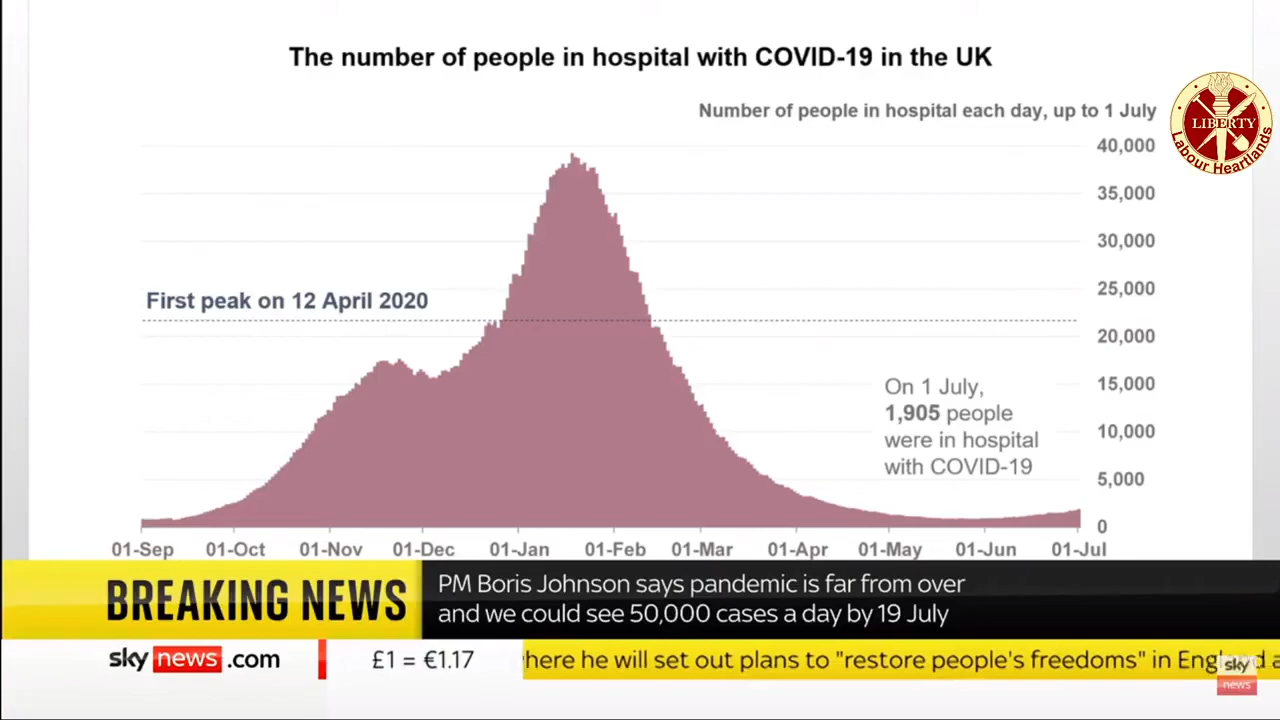 The number of people in hospital with COVID-19 in the UK
Number of people in hospital each day, up to 1 July
LIBERTY
Labour Heartlands
40,000
35,000
30,000
25,000
20,000
15,000
10,000
5,000
0
First peak on 12 April 2020
On 1 July,
1,905 people
were in hospital
with COVID-19
01-Sep 01-Oct 01-Nov 01-Dec 01-Jan 01-Feb 01-Mar 01-Apr 01-May 01-Jun 01-Jul
BREAKING NEWS
PM Boris Johnson says pandemic is far from over
and we could see 50,000 cases a day by 19 July
sky news .com
£1 = €1.17
here he will set out plans to "restore people's freedoms" in
sky
news